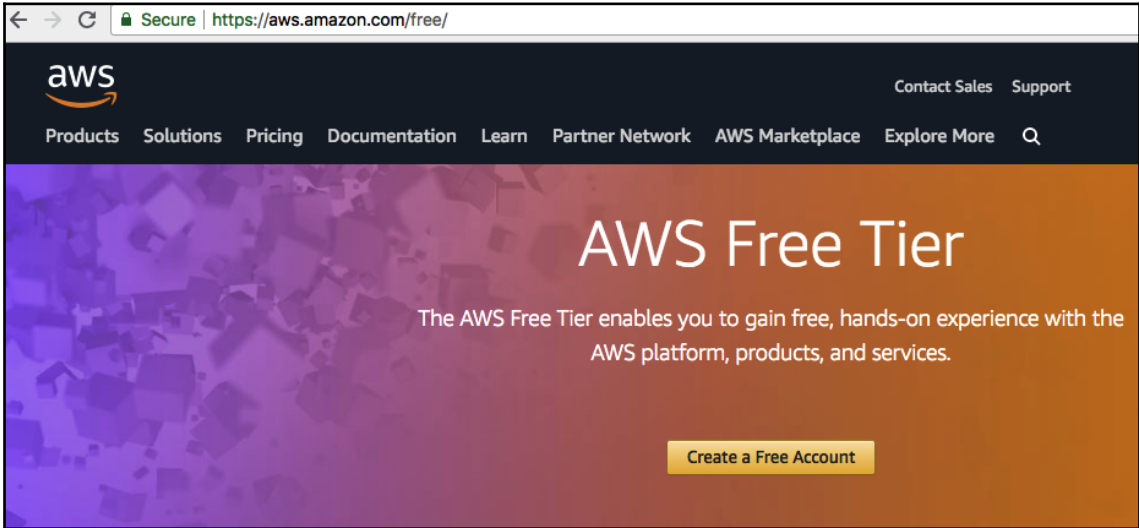 Secure | https://aws.amazon.com/free/
aws
Contact Sales Support
Products Solutions Pricing Documentation Learn Partner Network AWS Marketplace Explore More
AWS Free Tier
The AWS Free Tier enables you to gain free, hands-on experience with the
AWS platform, products, and services.
Create a Free Account